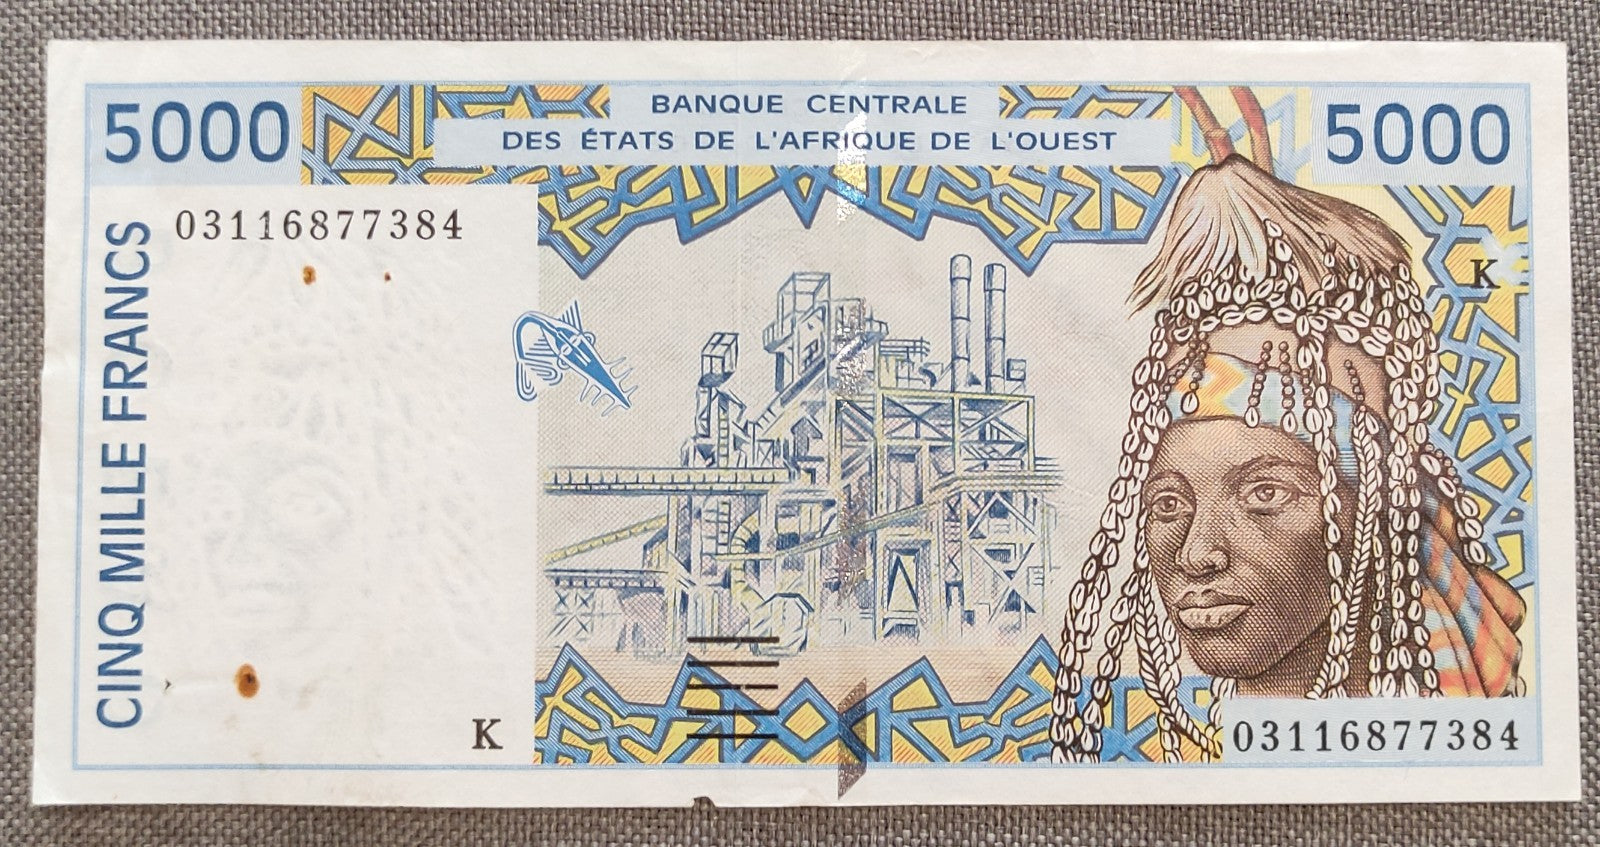 5000
BANQUE CENTRALE
DES ÉTATS DE L'AFRIQUE DE L'OUEST
5000
CINQ MILLE FRANCS
03116877384
K
K
03116877384